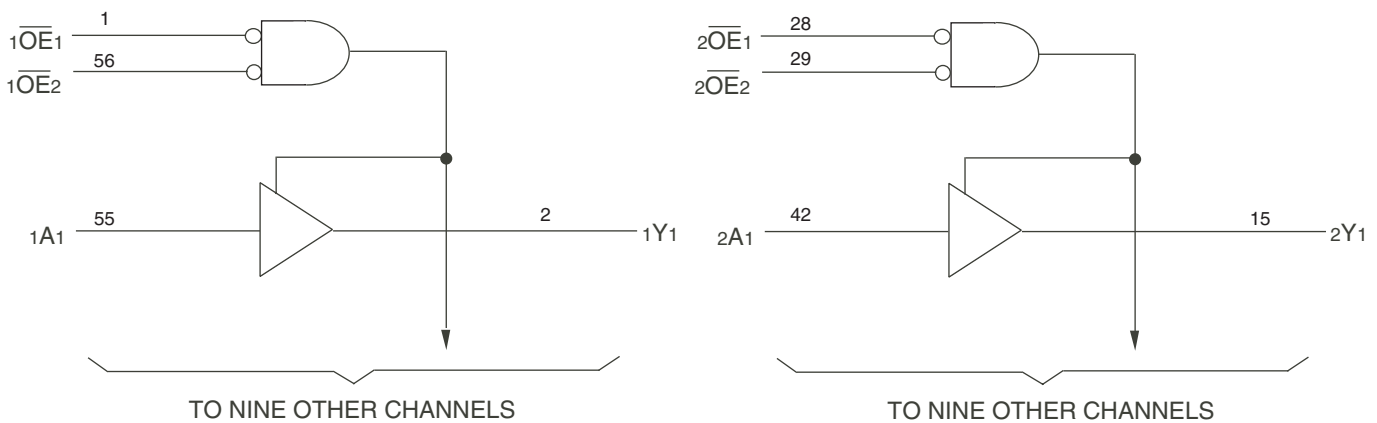 1OE1 1
1OE2 56
1A1 55 2 1Y1
TO NINE OTHER CHANNELS
2OE1 28
2OE2 29
2A1 42 15 2Y1
TO NINE OTHER CHANNELS